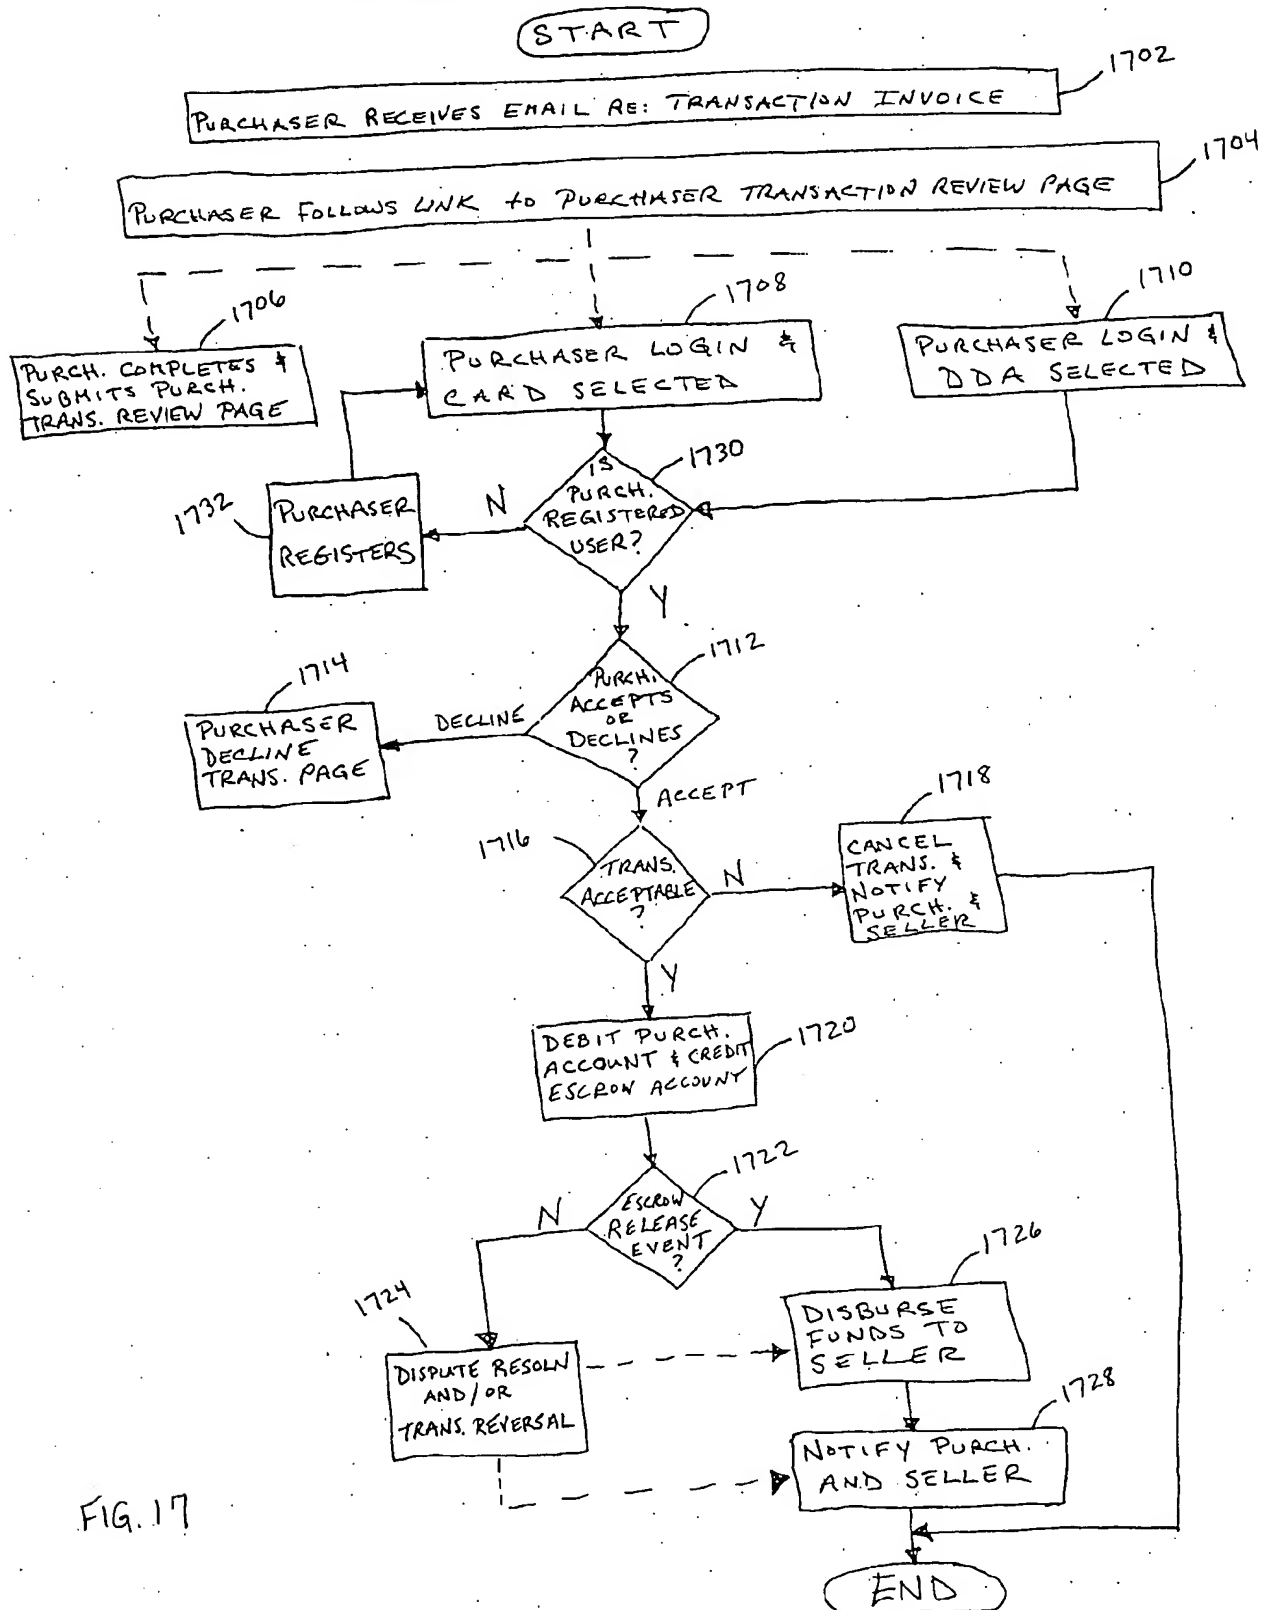 START
1702
PURCHASER RECEIVES EMAIL RE: TRANSACTION INVOICE
1704
PURCHASER FOLLOWS LINK to PURCHASER TRANSACTION REVIEW PAGE
1706
PURCH. COMPLETES &
SUBMITS PURCH.
TRANS. REVIEW PAGE
1708
PURCHASER LOGIN &
CARD SELECTED
1710
PURCHASER LOGIN &
DDA SELECTED
1730
IS
PURCH.
REGISTERED
USER?
N
Y
1732
PURCHASER
REGISTERS
1712
PURCH.
ACCEPTS
OR
DECLINES
?
DECLINE
ACCEPT
1714
PURCHASER
DECLINE
TRANS. PAGE
1716
TRANS.
ACCEPTABLE
?
N
Y
1718
CANCEL
TRANS. &
NOTIFY
PURCH. &
SELLER
1720
DEBIT PURCH.
ACCOUNT & CREDIT
ESCROW ACCOUNT
1722
ESCROW
RELEASE
EVENT
?
N
Y
1724
DISPUTE RESOLN
AND/OR
TRANS. REVERSAL
1726
DISBURSE
FUNDS TO
SELLER
1728
NOTIFY PURCH.
AND SELLER
FIG. 17
END